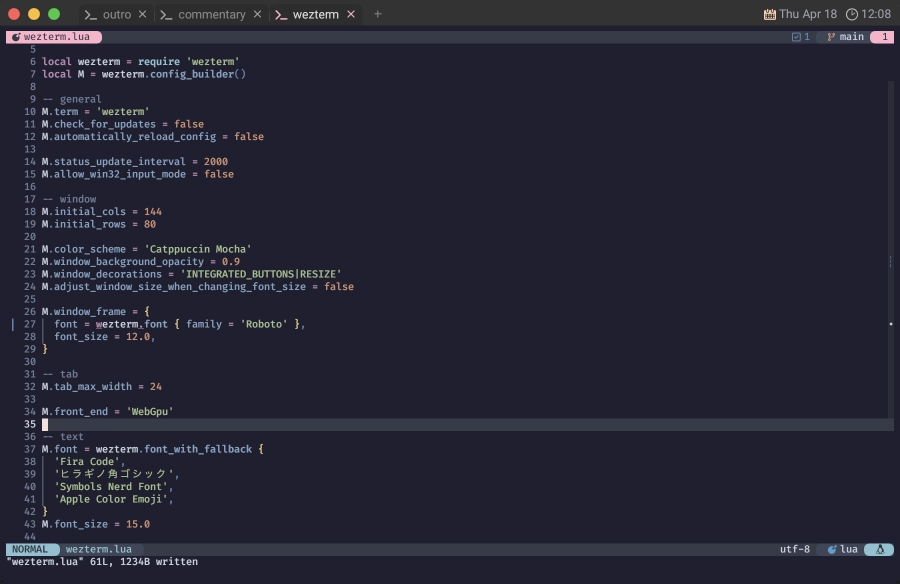 outro commentary wezterm + Thu Apr 18 12:08
wezterm.lua 1 main 1
5
6 local wezterm = require 'wezterm'
7 local M = wezterm.config_builder()
8
9 -- general
10 M.term = 'wezterm'
11 M.check_for_updates = false
12 M.automatically_reload_config = false
13
14 M.status_update_interval = 2000
15 M.allow_win32_input_mode = false
16
17 -- window
18 M.initial_cols = 144
19 M.initial_rows = 80
20
21 M.color_scheme = 'Catppuccin Mocha'
22 M.window_background_opacity = 0.9
23 M.window_decorations = 'INTEGRATED_BUTTONS|RESIZE'
24 M.adjust_window_size_when_changing_font_size = false
25
26 M.window_frame = {
27 font = wezterm.font { family = 'Roboto' },
28 font_size = 12.0,
29 }
30
31 -- tab
32 M.tab_max_width = 24
33
34 M.front_end = 'WebGpu'
35
36 -- text
37 M.font = wezterm.font_with_fallback {
38 'Fira Code',
39 'ヒラギノ角ゴシック',
40 'Symbols Nerd Font',
41 'Apple Color Emoji',
42 }
43 M.font_size = 15.0
44
NORMAL wezterm.lua utf-8 lua
"wezterm.lua" 61L, 1234B written